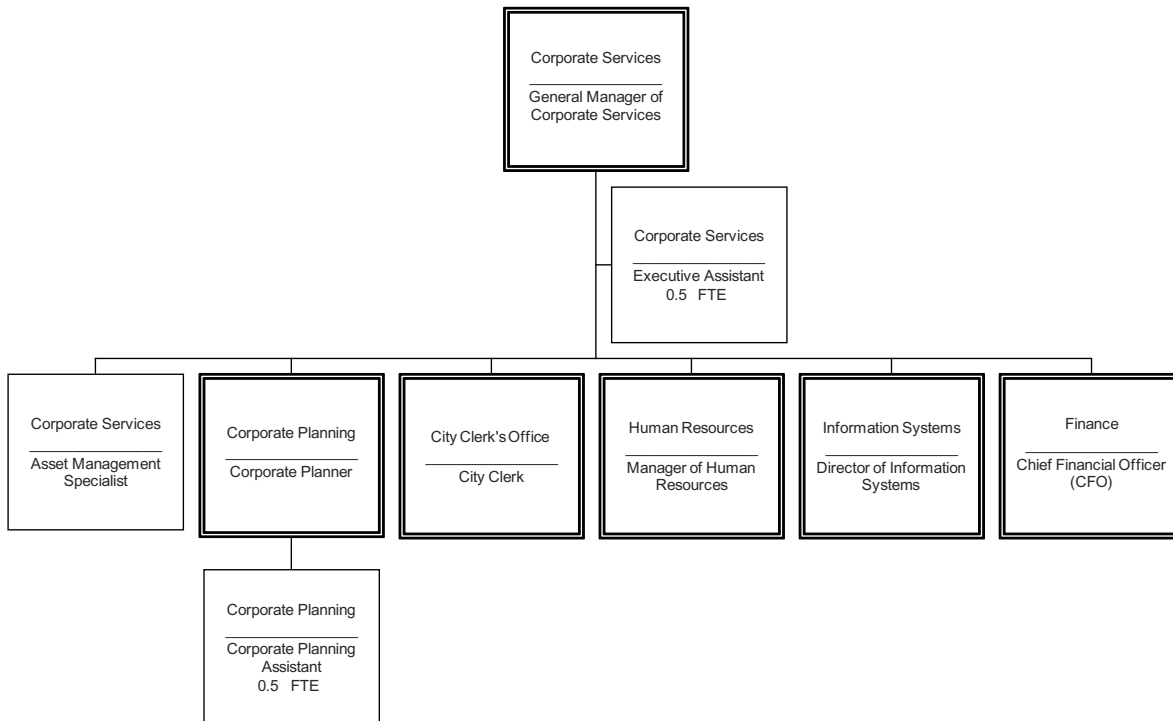 Corporate Services
General Manager of
Corporate Services
Corporate Services
Executive Assistant
0.5 FTE
Corporate Services
Asset Management
Specialist
Corporate Planning
Corporate Planner
City Clerk's Office
City Clerk
Human Resources
Manager of Human
Resources
Information Systems
Director of Information
Systems
Finance
Chief Financial Officer
(CFO)
Corporate Planning
Corporate Planning
Assistant
0.5 FTE